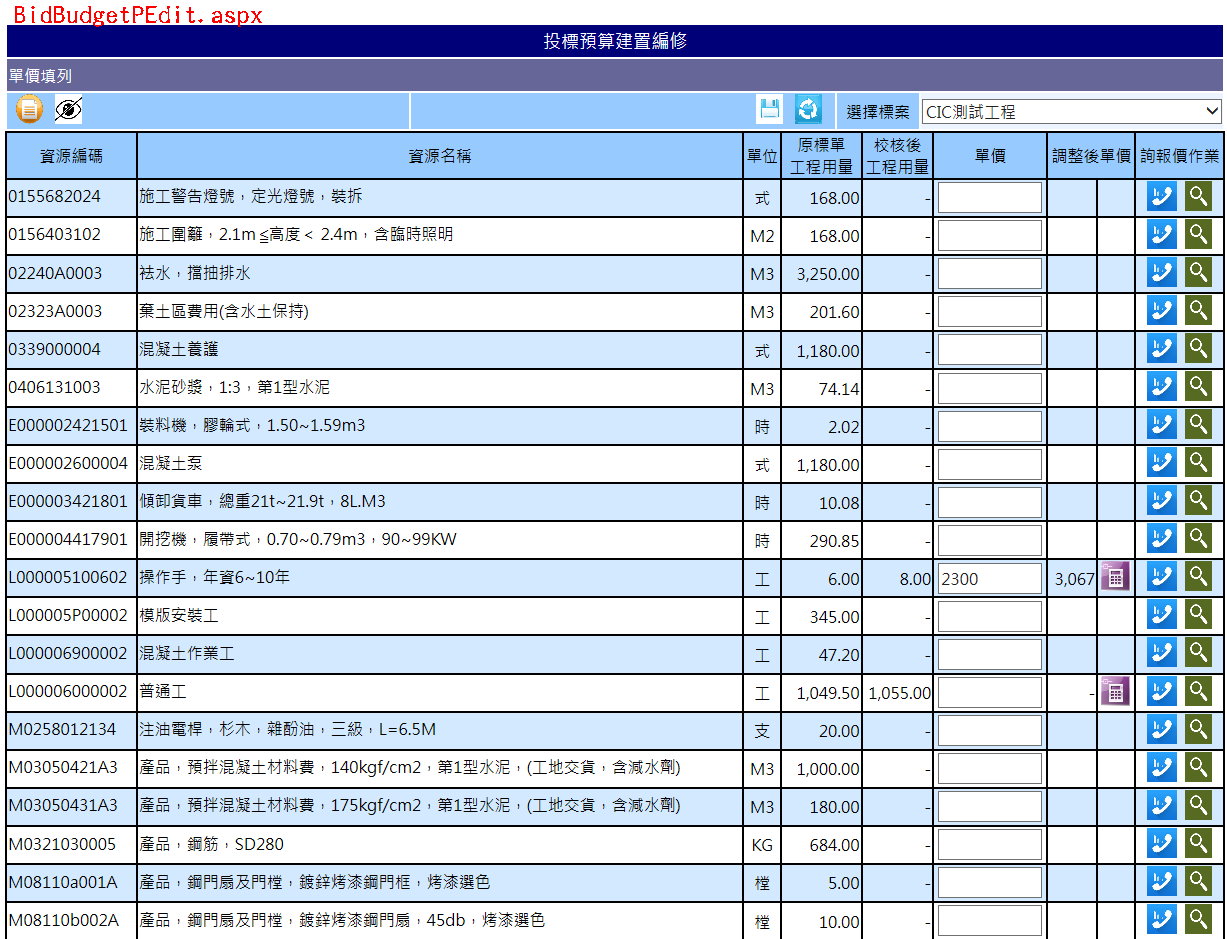 BidBudgetPEdit.aspx
投標預算建置編修
單價填列
選擇標案 CIC測試工程
資源編碼 資源名稱 單位 原標單工程用量 校核後工程用量 單價 調整後單價 詢報價作業
0155682024 施工警告燈號，定光燈號，裝拆 式 168.00 -
0156403102 施工圍籬，2.1m≦高度< 2.4m，含臨時照明 M2 168.00 -
02240A0003 袪水，擋抽排水 M3 3,250.00 -
02323A0003 棄土區費用(含水土保持) M3 201.60 -
0339000004 混凝土養護 式 1,180.00 -
0406131003 水泥砂漿，1:3，第1型水泥 M3 74.14 -
E000002421501 裝料機，膠輪式，1.50~1.59m3 時 2.02 -
E000002600004 混凝土泵 式 1,180.00 -
E000003421801 傾卸貨車，總重21t~21.9t，8L.M3 時 10.08 -
E000004417901 開挖機，履帶式，0.70~0.79m3，90~99KW 時 290.85 -
L000005100602 操作手，年資6~10年 工 6.00 8.00 2300 3,067
L000005P00002 模版安裝工 工 345.00 -
L000006900002 混凝土作業工 工 47.20 -
L000006000002 普通工 工 1,049.50 1,055.00 -
M0258012134 注油電桿，杉木，雜酚油，三級，L=6.5M 支 20.00 -
M03050421A3 產品，預拌混凝土材料費，140kgf/cm2，第1型水泥，(工地交貨，含減水劑) M3 1,000.00 -
M03050431A3 產品，預拌混凝土材料費，175kgf/cm2，第1型水泥，(工地交貨，含減水劑) M3 180.00 -
M0321030005 產品，鋼筋，SD280 KG 684.00 -
M08110a001A 產品，鋼門扇及門樘，鍍鋅烤漆鋼門框，烤漆選色 樘 5.00 -
M08110b002A 產品，鋼門扇及門樘，鍍鋅烤漆鋼門扇，45db，烤漆選色 樘 10.00 -